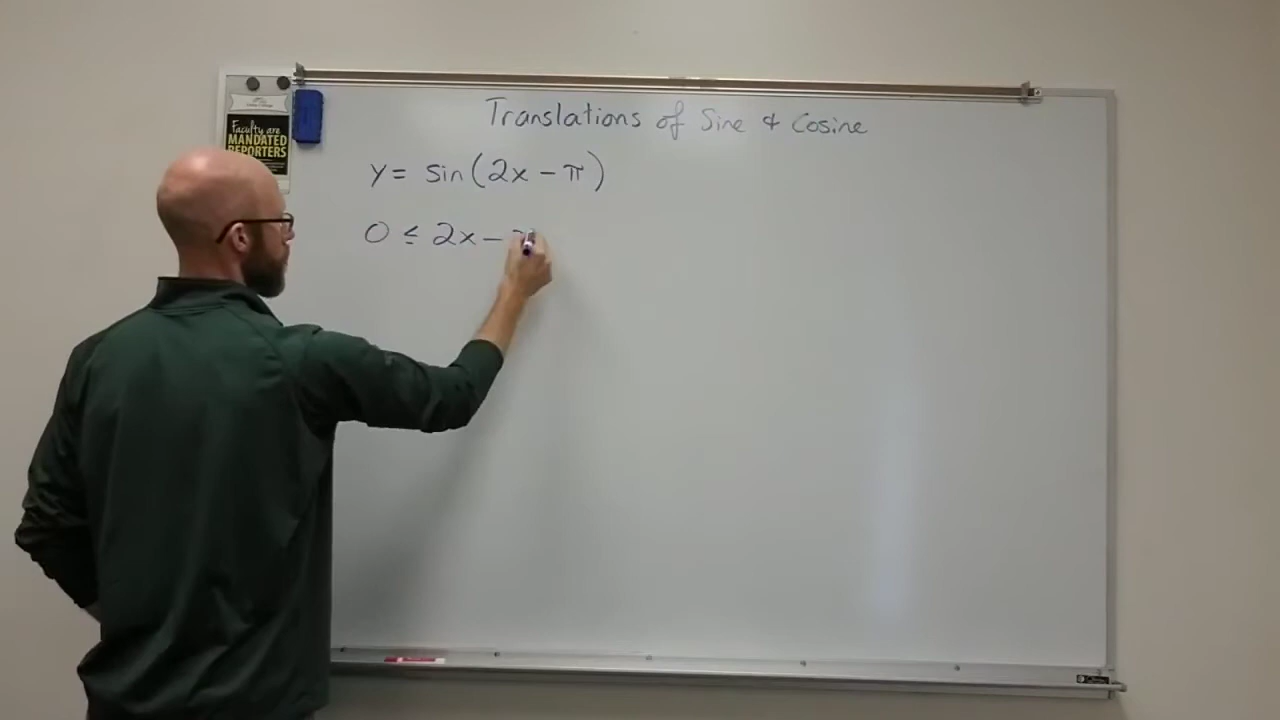 Translations of Sine & Cosine
Faculty are
MANDATED
REPORTERS
y = sin(2x − π)
0 ≤ 2x −